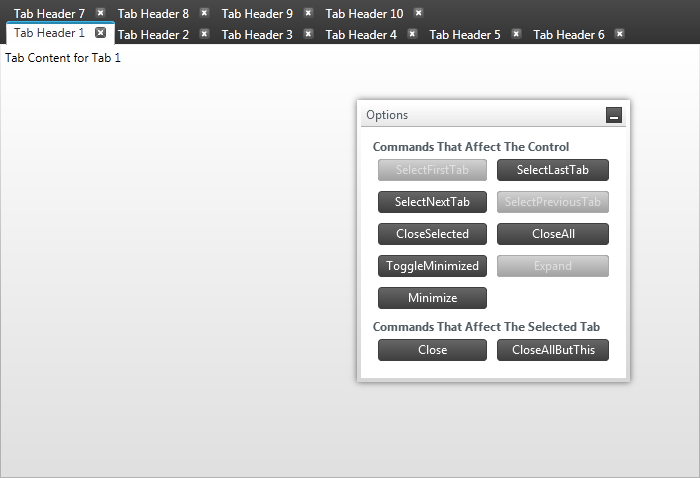 Tab Header 7 Tab Header 8 Tab Header 9 Tab Header 10
Tab Header 1 Tab Header 2 Tab Header 3 Tab Header 4 Tab Header 5 Tab Header 6
Tab Content for Tab 1
Options
Commands That Affect The Control
SelectFirstTab SelectLastTab
SelectNextTab SelectPreviousTab
CloseSelected CloseAll
ToggleMinimized Expand
Minimize
Commands That Affect The Selected Tab
Close CloseAllButThis